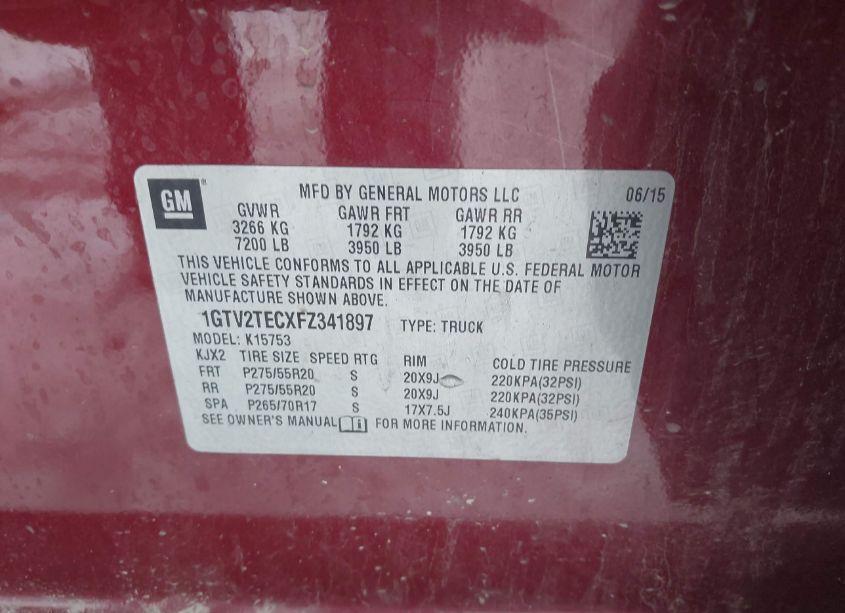 GM
MFD BY GENERAL MOTORS LLC 06/15
GVWR GAWR FRT GAWR RR
3266 KG 1792 KG 1792 KG
7200 LB 3950 LB 3950 LB
THIS VEHICLE CONFORMS TO ALL APPLICABLE U.S. FEDERAL MOTOR
VEHICLE SAFETY STANDARDS IN EFFECT ON THE DATE OF
MANUFACTURE SHOWN ABOVE.
1GTV2TECXFZ341897 TYPE: TRUCK
MODEL: K15753
KJX2 TIRE SIZE SPEED RTG RIM COLD TIRE PRESSURE
FRT P275/55R20 S 20X9J 220KPA(32PSI)
RR P275/55R20 S 20X9J 220KPA(32PSI)
SPA P265/70R17 S 17X7.5J 240KPA(35PSI)
SEE OWNER'S MANUAL FOR MORE INFORMATION.